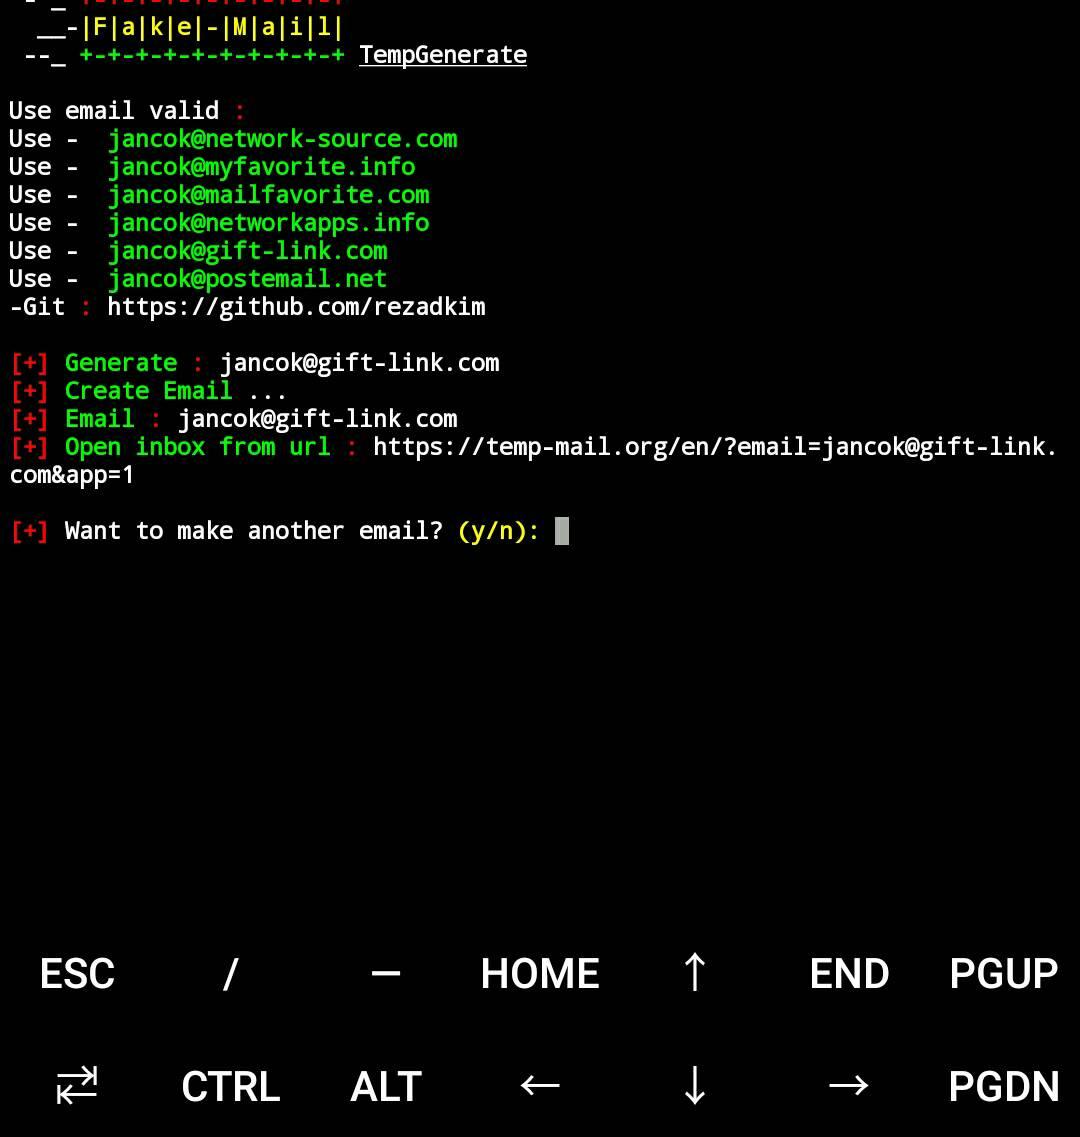 __-|F|a|k|e|-|M|a|i|l|
--_ +-+-+-+-+-+-+-+-+-+ TempGenerate
Use email valid :
Use - jancok@network-source.com
Use - jancok@myfavorite.info
Use - jancok@mailfavorite.com
Use - jancok@networkapps.info
Use - jancok@gift-link.com
Use - jancok@postemail.net
-Git : https://github.com/rezadkim
[+] Generate : jancok@gift-link.com
[+] Create Email ...
[+] Email : jancok@gift-link.com
[+] Open inbox from url : https://temp-mail.org/en/?email=jancok@gift-link.
com&app=1
[+] Want to make another email? (y/n):
ESC / — HOME ↑ END PGUP
⇄ CTRL ALT ← ↓ → PGDN